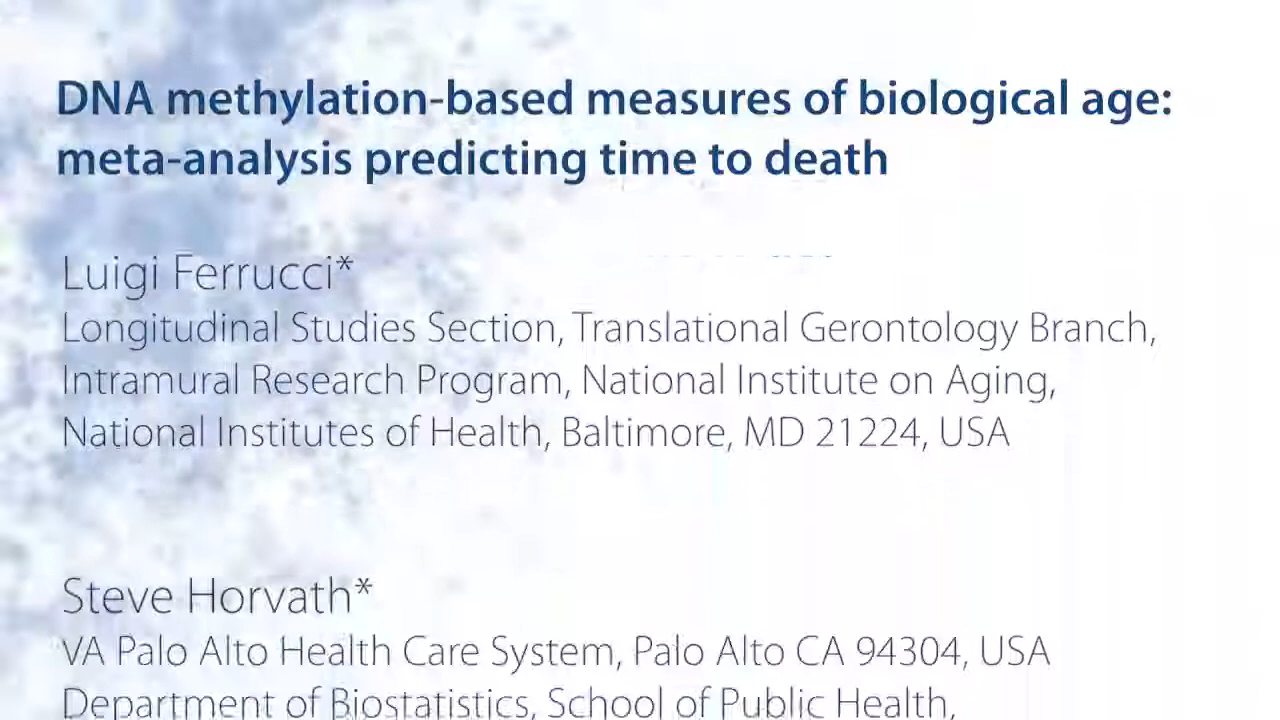 DNA methylation-based measures of biological age:
meta-analysis predicting time to death
Luigi Ferrucci*
Longitudinal Studies Section, Translational Gerontology Branch,
Intramural Research Program, National Institute on Aging,
National Institutes of Health, Baltimore, MD 21224, USA
Steve Horvath*
VA Palo Alto Health Care System, Palo Alto CA 94304, USA
Department of Biostatistics, School of Public Health,